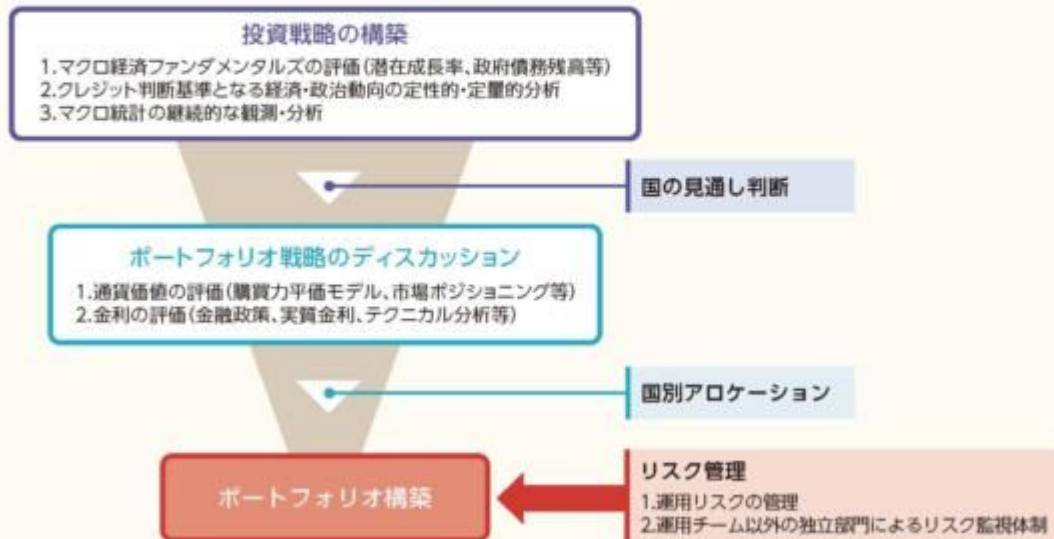 投資戦略の構築
1.マクロ経済ファンダメンタルズの評価(潜在成長率、政府債務残高等)
2.クレジット判断基準となる経済・政治動向の定性的・定量的分析
3.マクロ統計の継続的な観測・分析
国の見通し判断
ポートフォリオ戦略のディスカッション
1.通貨価値の評価(購買力平価モデル、市場ポジショニング等)
2.金利の評価(金融政策、実質金利、テクニカル分析等)
国別アロケーション
ポートフォリオ構築
リスク管理
1.運用リスクの管理
2.運用チーム以外の独立部門によるリスク監視体制